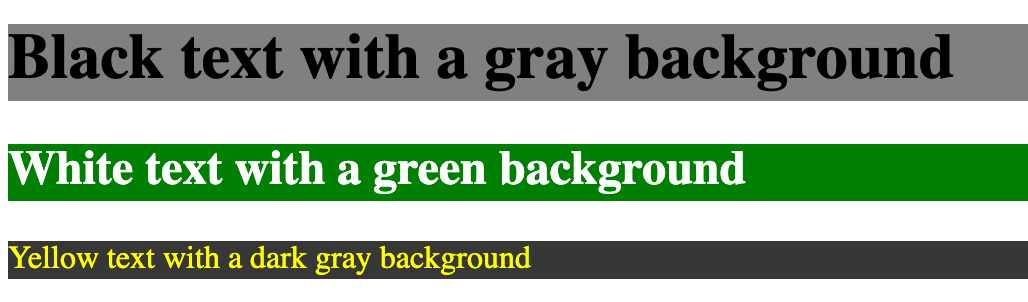 Black text with a gray background
White text with a green background
Yellow text with a dark gray background